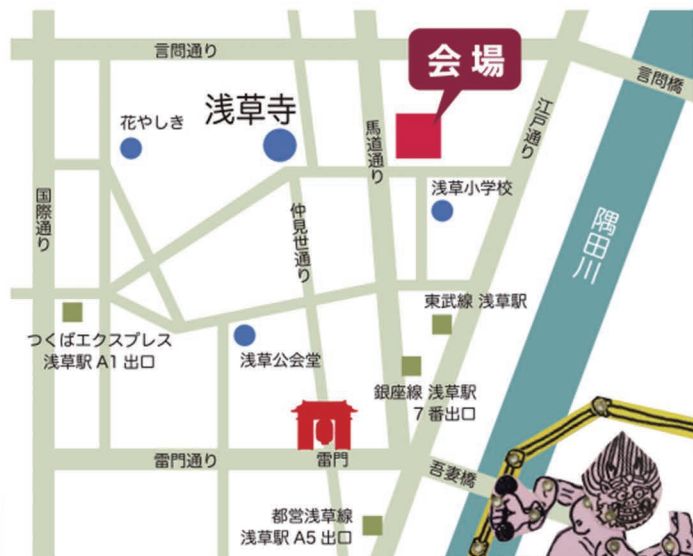 会場
言問通り
言問橋
浅草寺
花やしき
馬道通り
江戸通り
浅草小学校
国際通り
仲見世通り
隅田川
東武線 浅草駅
つくばエクスプレス
浅草駅 A1 出口
浅草公会堂
銀座線 浅草駅
7 番出口
雷門通り
雷門
吾妻橋
都営浅草線
浅草駅 A5 出口